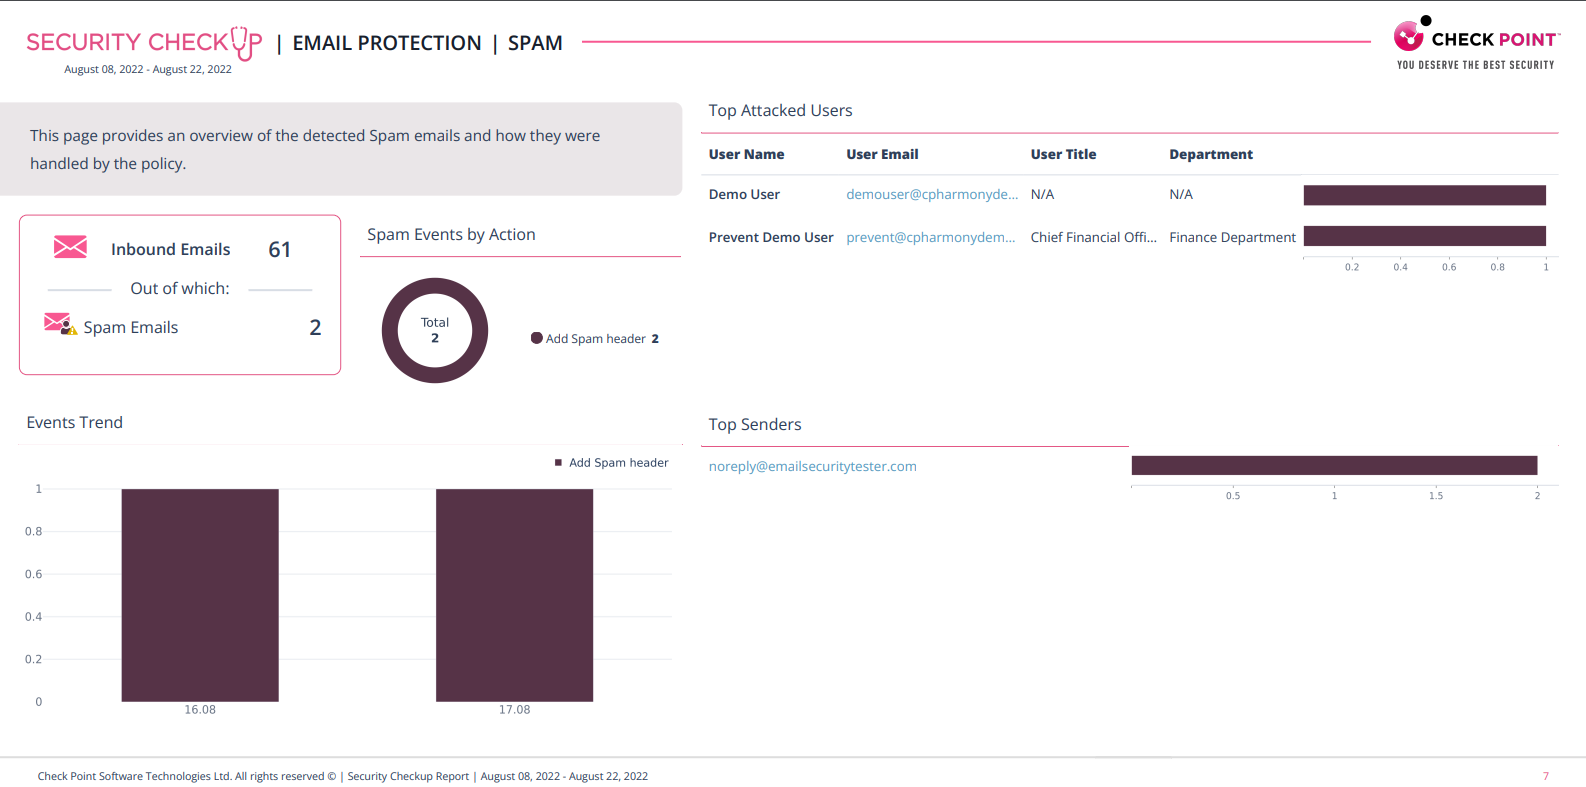 SECURITY CHECKUP | EMAIL PROTECTION | SPAM
August 08, 2022 - August 22, 2022
CHECK POINT™
YOU DESERVE THE BEST SECURITY
This page provides an overview of the detected Spam emails and how they were
handled by the policy.
Inbound Emails 61
Out of which:
Spam Emails 2
Spam Events by Action
Total
2
Add Spam header 2
Events Trend
Add Spam header
1
0.8
0.6
0.4
0.2
0
16.08 17.08
Top Attacked Users
User Name User Email User Title Department
Demo User demouser@cpharmonyde... N/A N/A
Prevent Demo User prevent@cpharmonydem... Chief Financial Offi... Finance Department
0.2 0.4 0.6 0.8 1
Top Senders
noreply@emailsecuritytester.com
0.5 1 1.5 2
Check Point Software Technologies Ltd. All rights reserved © | Security Checkup Report | August 08, 2022 - August 22, 2022
7